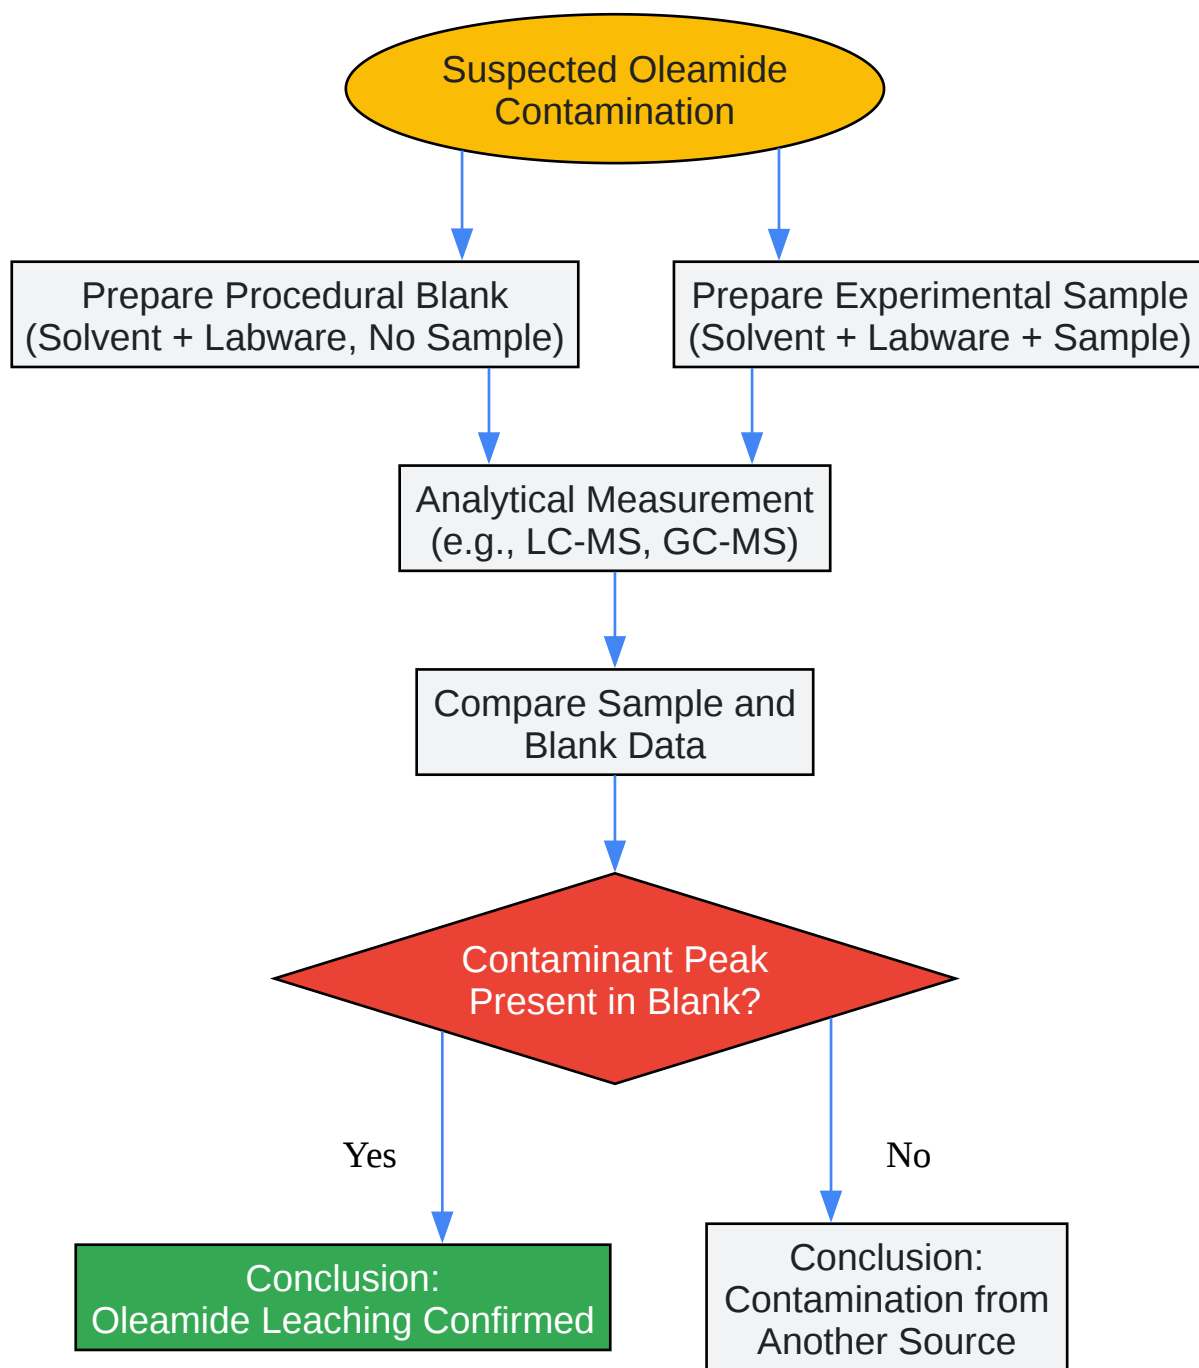 Suspected Oleamide
Contamination
Prepare Procedural Blank
(Solvent + Labware, No Sample)
Prepare Experimental Sample
(Solvent + Labware + Sample)
Analytical Measurement
(e.g., LC-MS, GC-MS)
Compare Sample and
Blank Data
Contaminant Peak
Present in Blank?
Yes
No
Conclusion:
Oleamide Leaching Confirmed
Conclusion:
Contamination from
Another Source